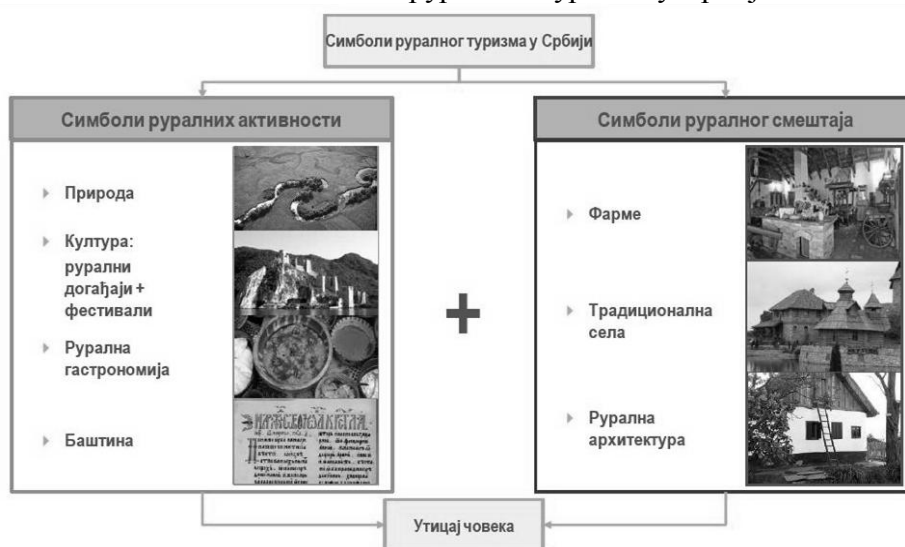 Симболи руралног туризма у Србији
Симболи руралних активности
Природа
Култура:
рурални
догађаји +
фестивали
Рурална
гастрономија
Баштина
+
Симболи руралног смештаја
Фарме
Традиционална
села
Рурална
архитектура
Утицај човека